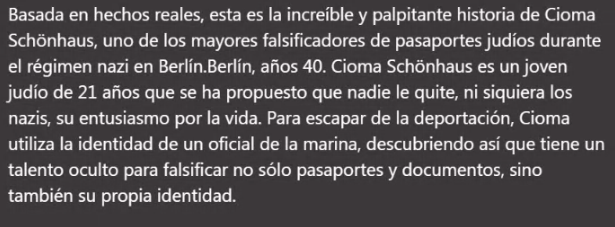 Basada en hechos reales, esta es la increíble y palpitante historia de Cioma
Schönhaus, uno de los mayores falsificadores de pasaportes judíos durante
el régimen nazi en Berlín.Berlín, años 40. Cioma Schönhaus es un joven
judío de 21 años que se ha propuesto que nadie le quite, ni siquiera los
nazis, su entusiasmo por la vida. Para escapar de la deportación, Cioma
utiliza la identidad de un oficial de la marina, descubriendo así que tiene un
talento oculto para falsificar no sólo pasaportes y documentos, sino
también su propia identidad.